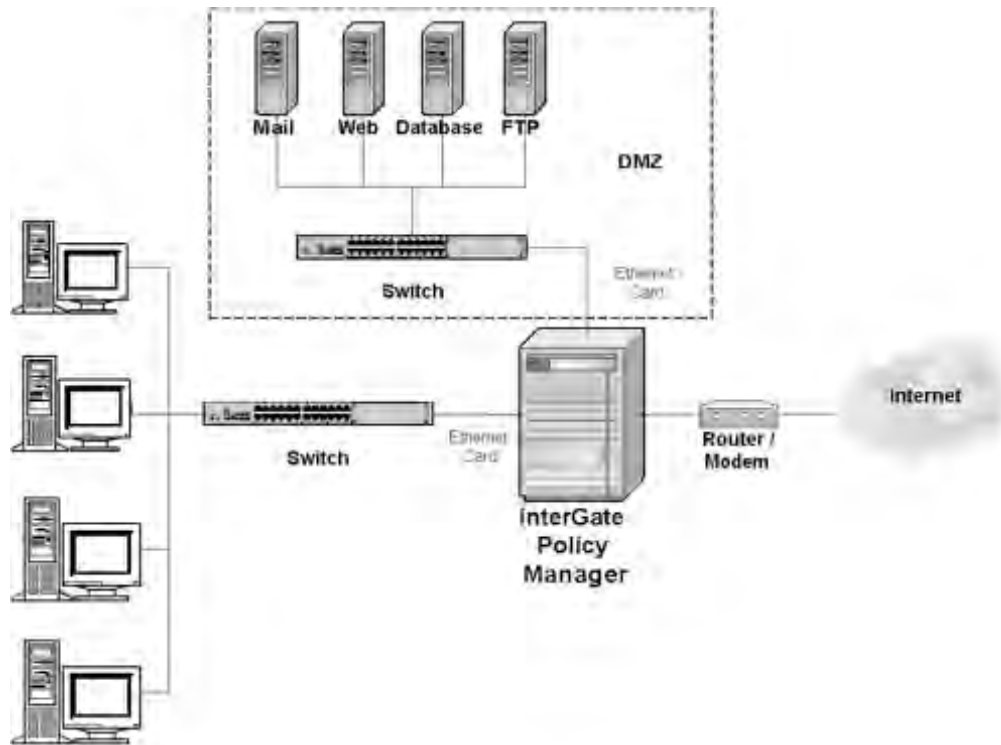 Mail Web Database FTP
DMZ
Switch
Ethernet
Card
Internet
Switch
Ethernet
Card
Router /
Modem
InterGate
Policy
Manager